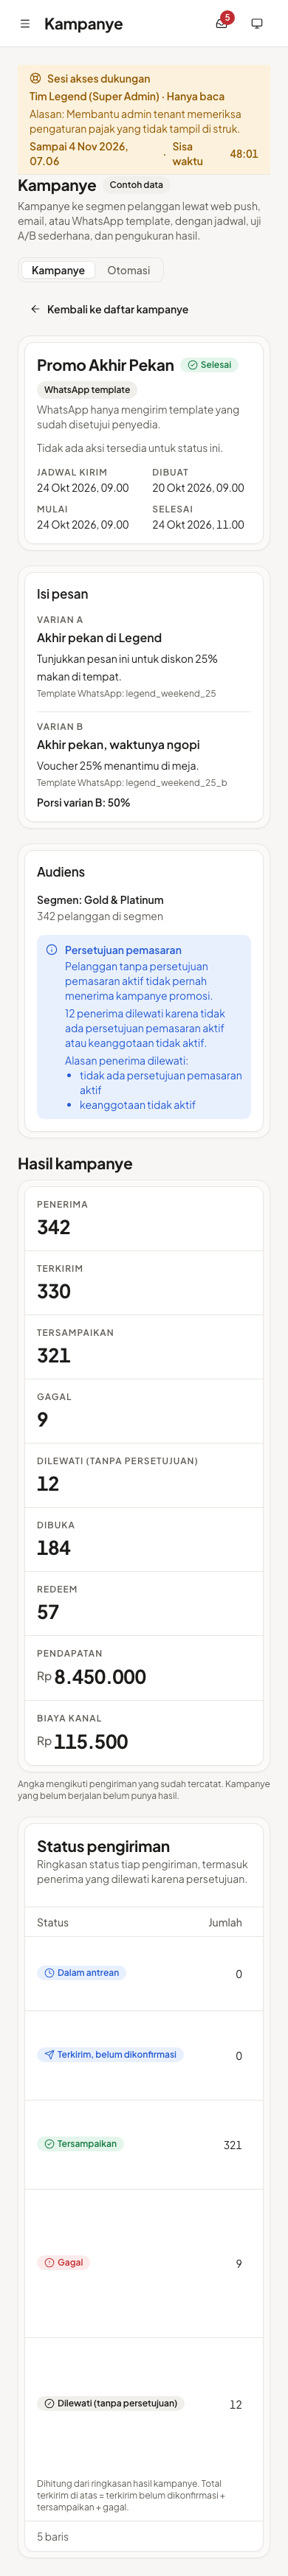 Kampanye
5
Sesi akses dukungan
Tim Legend (Super Admin) · Hanya baca
Alasan: Membantu admin tenant memeriksa
pengaturan pajak yang tidak tampil di struk.
Sampai 4 Nov 2026, 07.06 · Sisa waktu 48:01
Kampanye Contoh data
Kampanye ke segmen pelanggan lewat web push,
email, atau WhatsApp template, dengan jadwal, uji
A/B sederhana, dan pengukuran hasil.
Kampanye Otomasi
Kembali ke daftar kampanye
Promo Akhir Pekan Selesai
WhatsApp template
WhatsApp hanya mengirim template yang
sudah disetujui penyedia.
Tidak ada aksi tersedia untuk status ini.
JADWAL KIRIM DIBUAT
24 Okt 2026, 09.00 20 Okt 2026, 09.00
MULAI SELESAI
24 Okt 2026, 09.00 24 Okt 2026, 11.00
Isi pesan
VARIAN A
Akhir pekan di Legend
Tunjukkan pesan ini untuk diskon 25%
makan di tempat.
Template WhatsApp: legend_weekend_25
VARIAN B
Akhir pekan, waktunya ngopi
Voucher 25% menantimu di meja.
Template WhatsApp: legend_weekend_25_b
Porsi varian B: 50%
Audiens
Segmen: Gold & Platinum
342 pelanggan di segmen
Persetujuan pemasaran
Pelanggan tanpa persetujuan
pemasaran aktif tidak pernah
menerima kampanye promosi.
12 penerima dilewati karena tidak
ada persetujuan pemasaran aktif
atau keanggotaan tidak aktif.
Alasan penerima dilewati:
• tidak ada persetujuan pemasaran
aktif
• keanggotaan tidak aktif
Hasil kampanye
PENERIMA
342
TERKIRIM
330
TERSAMPAIKAN
321
GAGAL
9
DILEWATI (TANPA PERSETUJUAN)
12
DIBUKA
184
REDEEM
57
PENDAPATAN
Rp 8.450.000
BIAYA KANAL
Rp 115.500
Angka mengikuti pengiriman yang sudah tercatat. Kampanye
yang belum berjalan belum punya hasil.
Status pengiriman
Ringkasan status tiap pengiriman, termasuk
penerima yang dilewati karena persetujuan.
Status Jumlah
Dalam antrean 0
Terkirim, belum dikonfirmasi 0
Tersampaikan 321
Gagal 9
Dilewati (tanpa persetujuan) 12
Dihitung dari ringkasan hasil kampanye. Total
terkirim di atas = terkirim belum dikonfirmasi +
tersampaikan + gagal.
5 baris